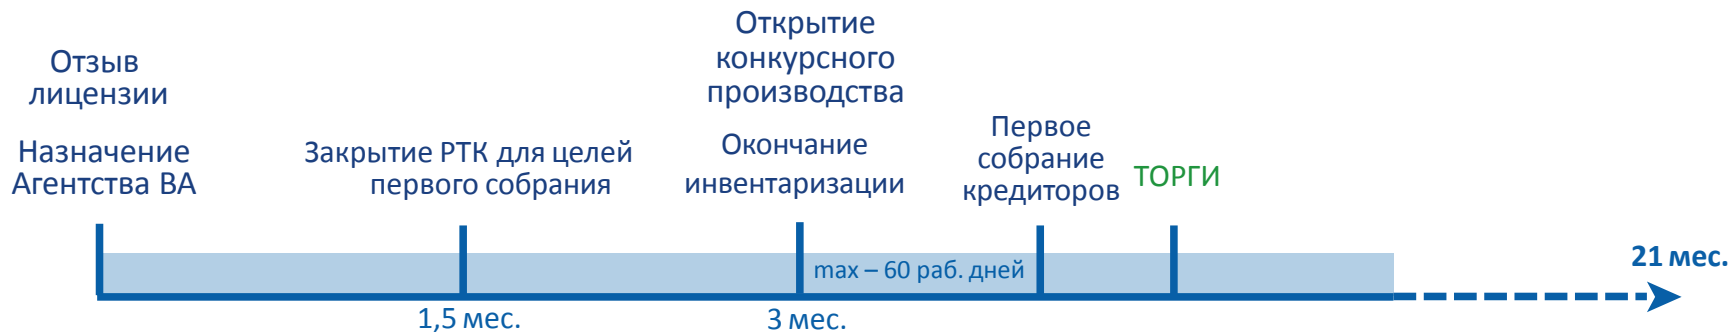 Отзыв
лицензии
Назначение
Агентства ВА
Закрытие РТК для целей
первого собрания
Открытие
конкурсного
производства
Окончание
инвентаризации
Первое
собрание
кредиторов
ТОРГИ
max – 60 раб. дней
21 мес.
1,5 мес.
3 мес.